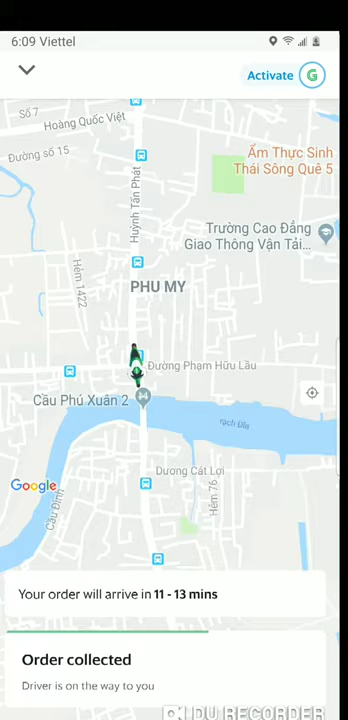 6:09 Viettel
Activate
G
Số 7
Hoàng Quốc Việt
Đường số 15
Ẩm Thực Sinh
Thái Sông Quê 5
Huỳnh Tấn Phát
Trường Cao Đẳng
Giao Thông Vận Tải...
Hẻm 1422
PHU MY
Đường Phạm Hữu Lầu
Cầu Phú Xuân 2
rạch Đĩa
Dương Cát Lợi
Google
Hẻm 76
Cầu Định
Your order will arrive in 11 - 13 mins
Order collected
Driver is on the way to you
DU RECORDER